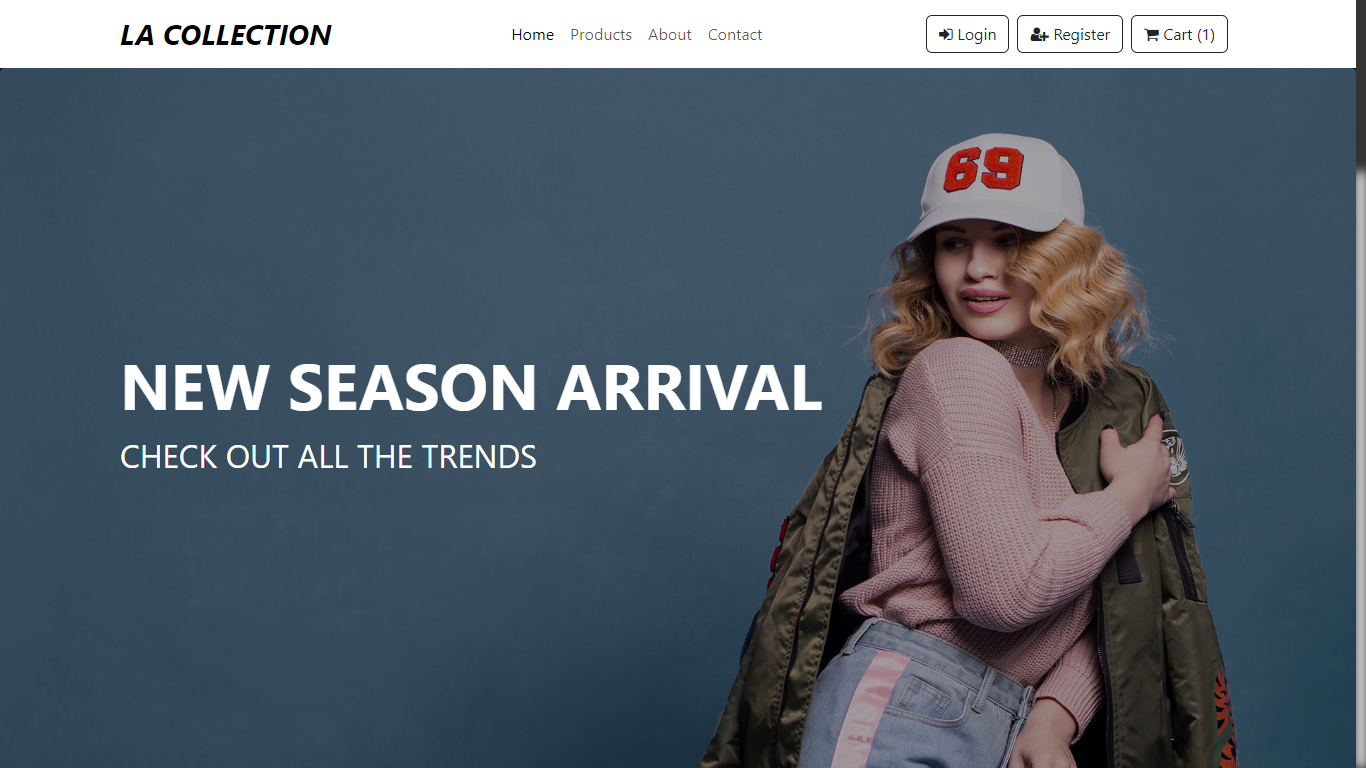 LA COLLECTION
Home Products About Contact
Login Register Cart (1)
69
NEW SEASON ARRIVAL
CHECK OUT ALL THE TRENDS